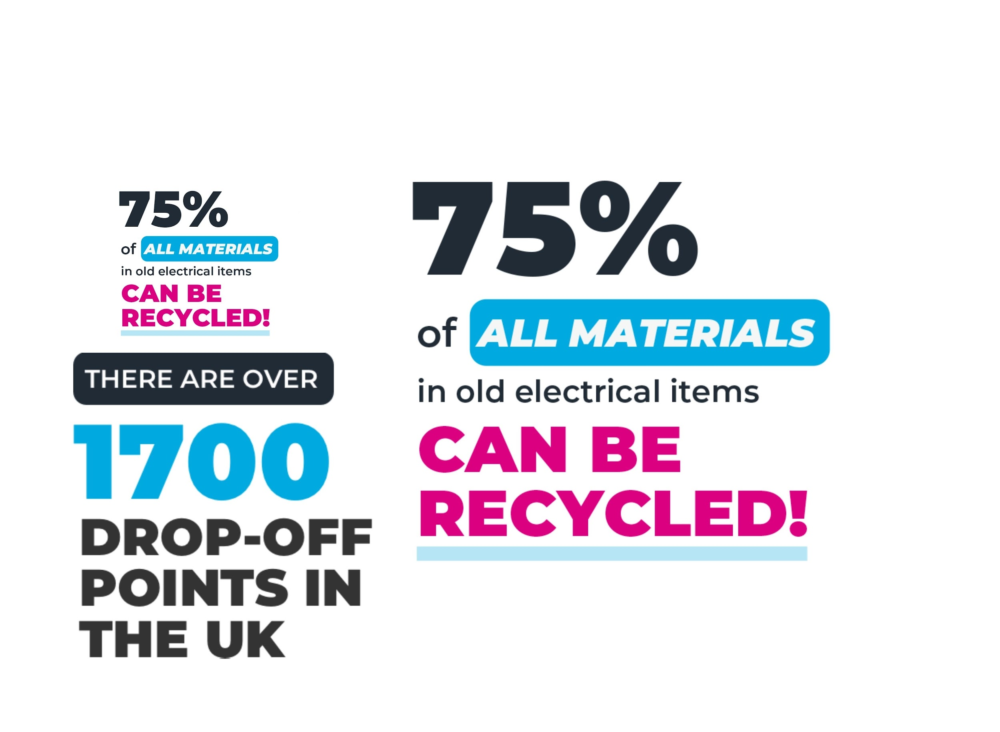 75%
of ALL MATERIALS
in old electrical items
CAN BE
RECYCLED!
THERE ARE OVER
1700
DROP-OFF
POINTS IN
THE UK
75%
of ALL MATERIALS
in old electrical items
CAN BE
RECYCLED!